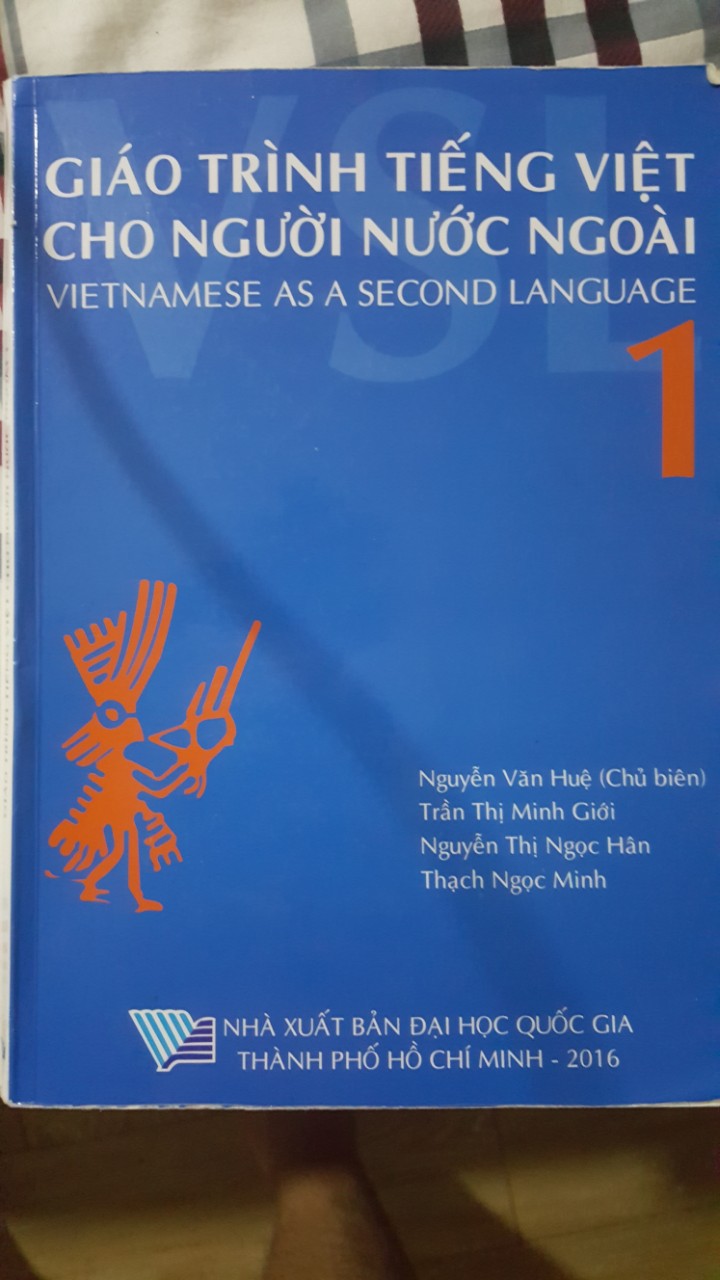 VSL
GIÁO TRÌNH TIẾNG VIỆT
CHO NGƯỜI NƯỚC NGOÀI
VIETNAMESE AS A SECOND LANGUAGE
1
Nguyễn Văn Huệ (Chủ biên)
Trần Thị Minh Giới
Nguyễn Thị Ngọc Hân
Thạch Ngọc Minh
NHÀ XUẤT BẢN ĐẠI HỌC QUỐC GIA
THÀNH PHỐ HỒ CHÍ MINH - 2016